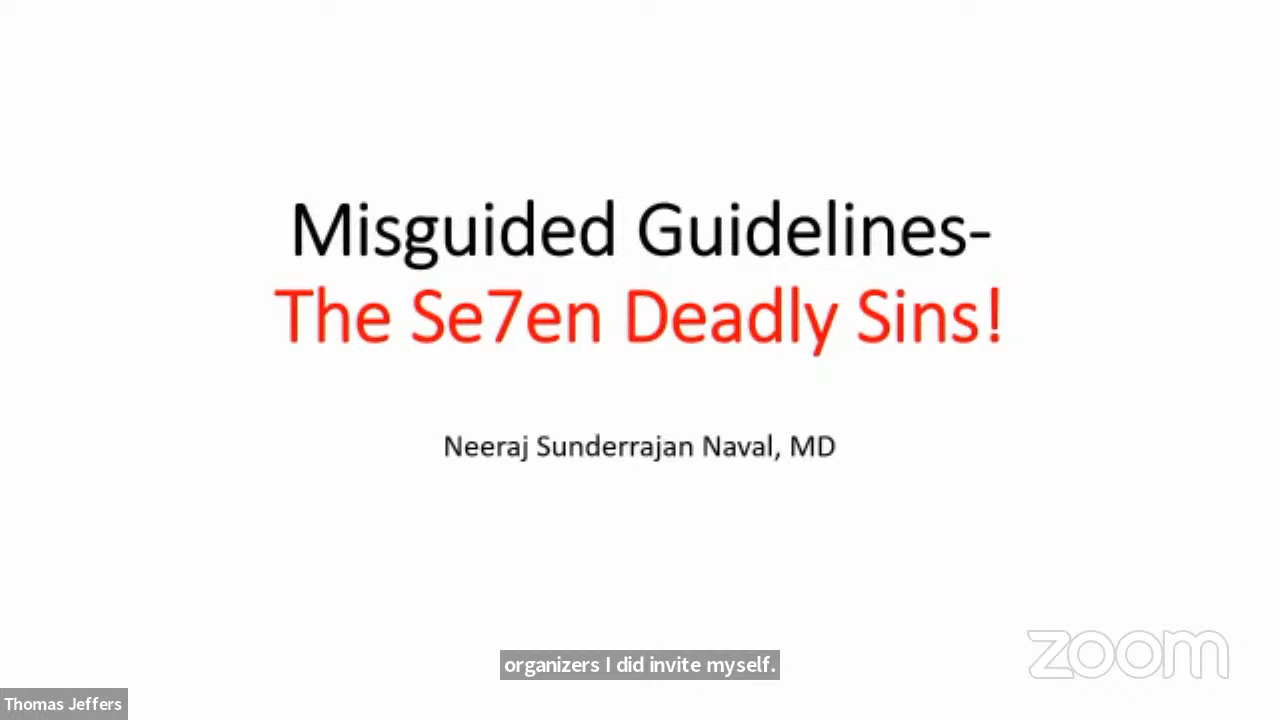 Misguided Guidelines-
The Se7en Deadly Sins!
Neeraj Sunderrajan Naval, MD
organizers I did invite myself.
zoom
Thomas Jeffers